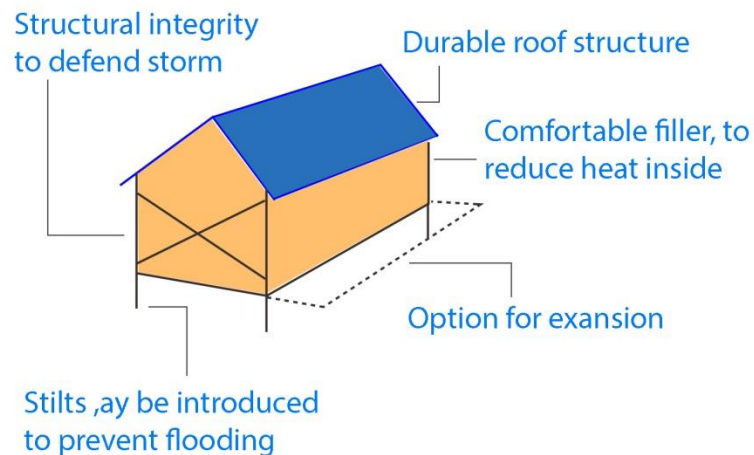 Structural integrity
to defend storm
Durable roof structure
Comfortable filler, to
reduce heat inside
Option for exansion
Stilts ,ay be introduced
to prevent flooding